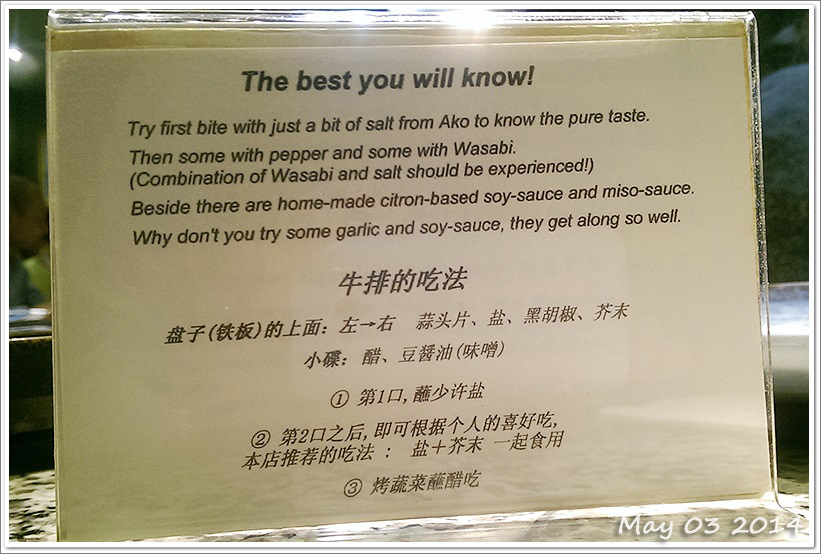 The best you will know!
Try first bite with just a bit of salt from Ako to know the pure taste.
Then some with pepper and some with Wasabi.
(Combination of Wasabi and salt should be experienced!)
Beside there are home-made citron-based soy-sauce and miso-sauce.
Why don't you try some garlic and soy-sauce, they get along so well.
牛排的吃法
盘子(铁板)的上面: 左→右 蒜头片、盐、黑胡椒、芥末
小碟: 醋、豆醤油(味噌)
① 第1口,蘸少许盐
② 第2口之后,即可根据个人的喜好吃,
本店推荐的吃法 : 盐＋芥末 一起食用
③ 烤蔬菜蘸醋吃
May 03 2014